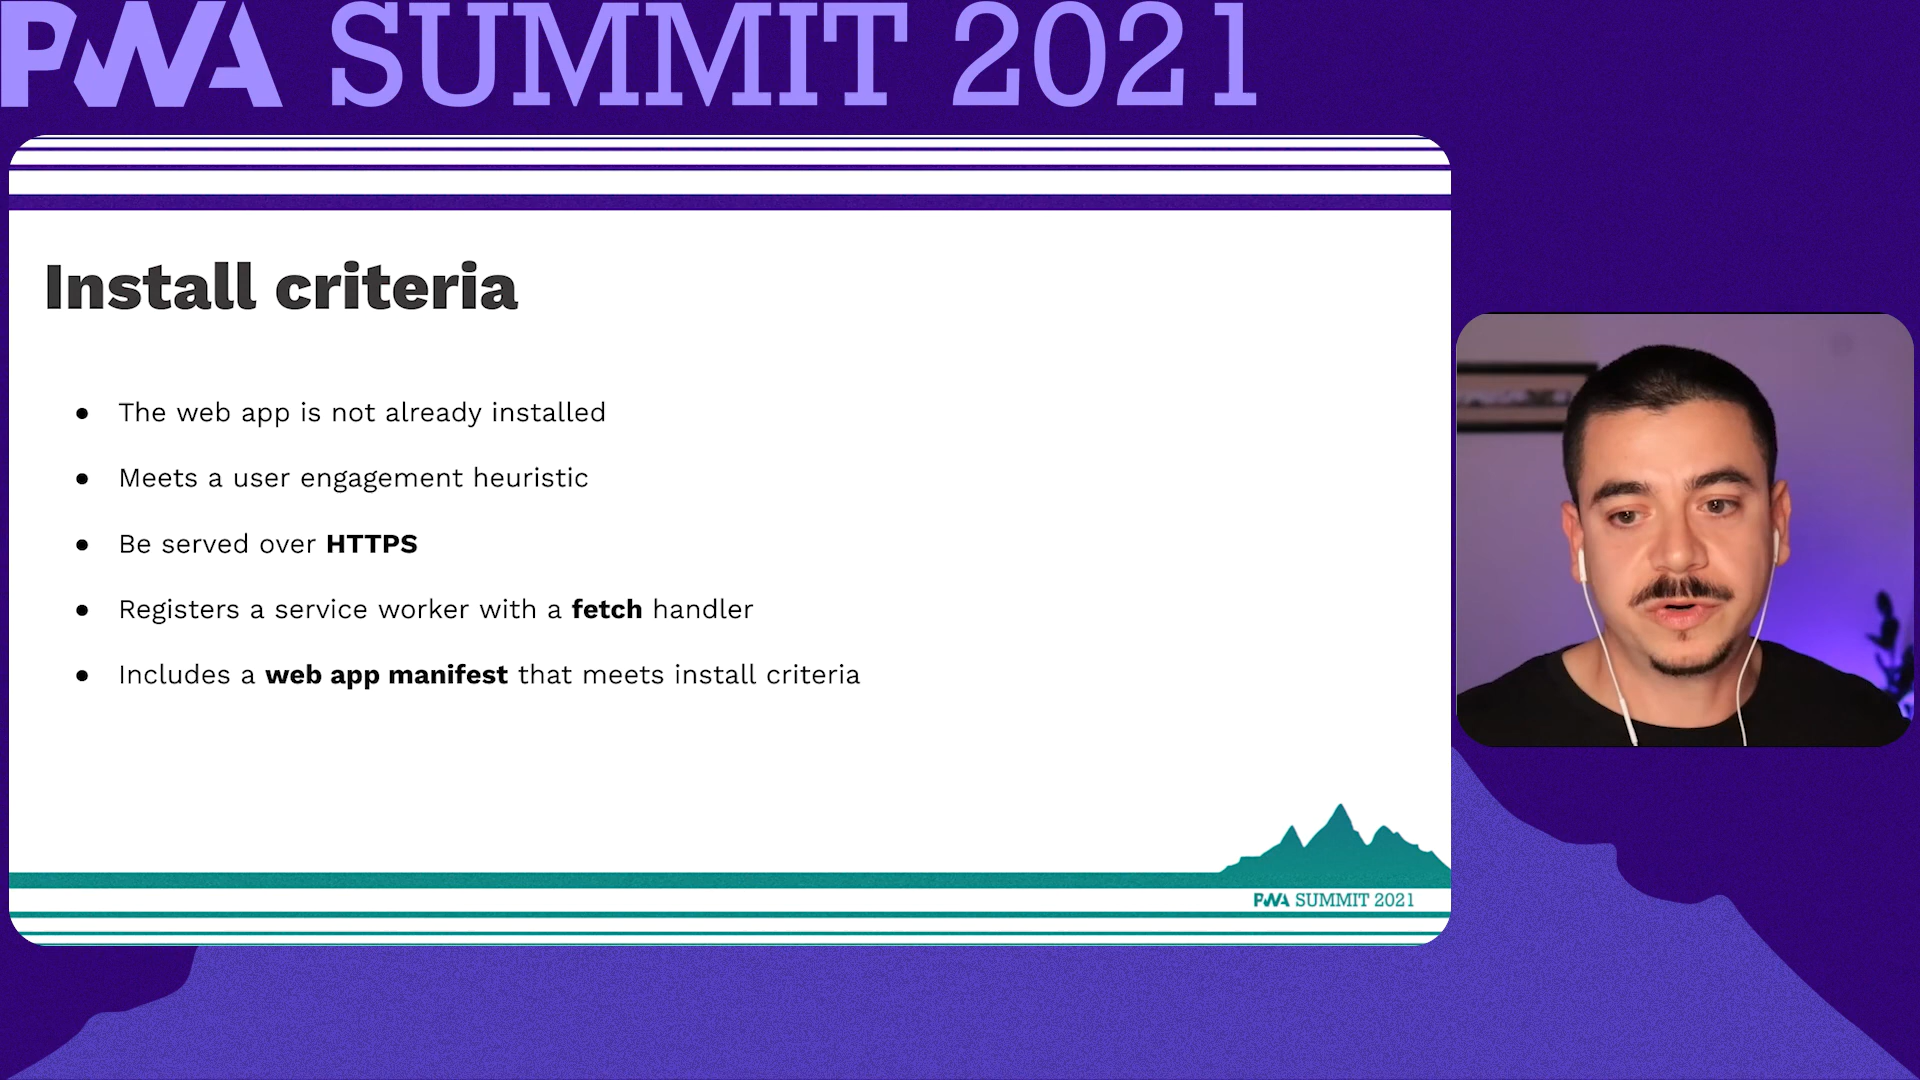 PWA SUMMIT 2021
Install criteria
● The web app is not already installed
● Meets a user engagement heuristic
● Be served over HTTPS
● Registers a service worker with a fetch handler
● Includes a web app manifest that meets install criteria
PWA SUMMIT 2021